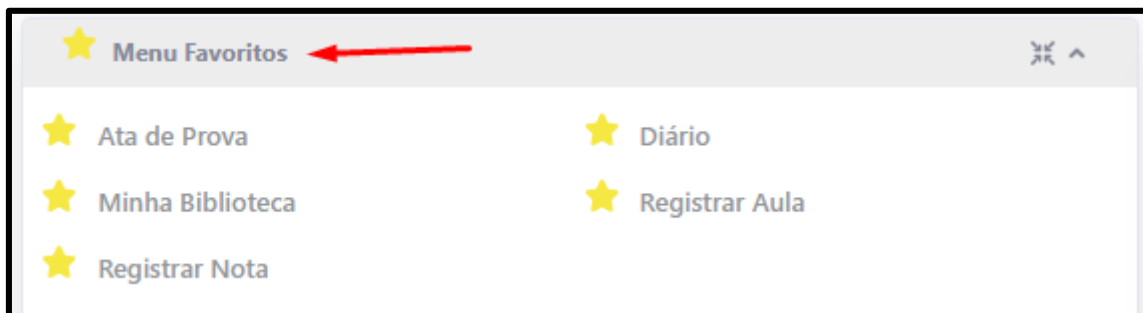 Menu Favoritos
Ata de Prova
Diário
Minha Biblioteca
Registrar Aula
Registrar Nota